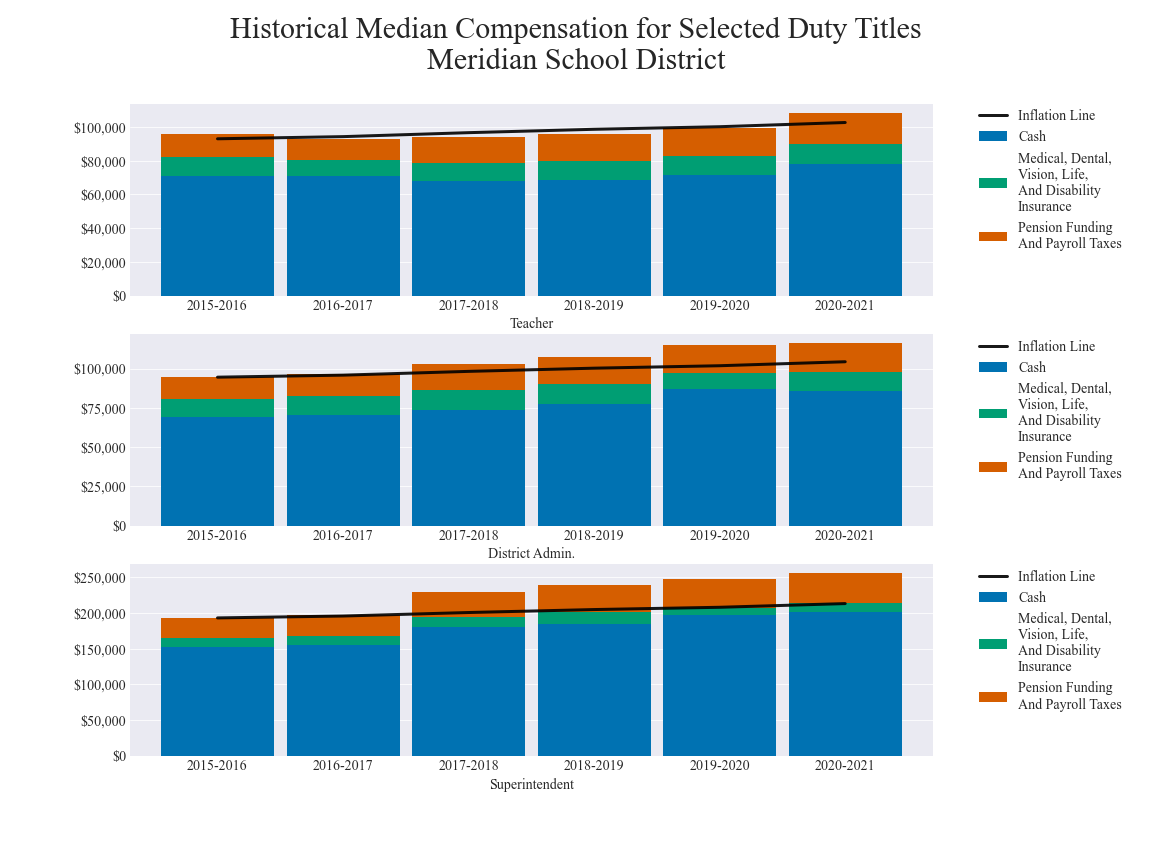 Historical Median Compensation for Selected Duty Titles
Meridian School District
$100,000
$80,000
$60,000
$40,000
$20,000
$0
2015-2016 2016-2017 2017-2018 2018-2019 2019-2020 2020-2021
Teacher
Inflation Line
Cash
Medical, Dental,
Vision, Life,
And Disability
Insurance
Pension Funding
And Payroll Taxes
$100,000
$75,000
$50,000
$25,000
$0
2015-2016 2016-2017 2017-2018 2018-2019 2019-2020 2020-2021
District Admin.
Inflation Line
Cash
Medical, Dental,
Vision, Life,
And Disability
Insurance
Pension Funding
And Payroll Taxes
$250,000
$200,000
$150,000
$100,000
$50,000
$0
2015-2016 2016-2017 2017-2018 2018-2019 2019-2020 2020-2021
Superintendent
Inflation Line
Cash
Medical, Dental,
Vision, Life,
And Disability
Insurance
Pension Funding
And Payroll Taxes